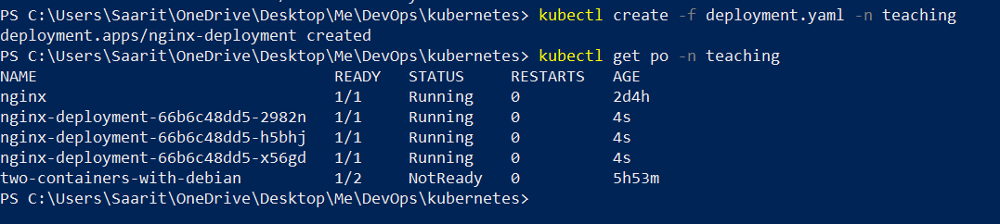 PS C:\Users\Saarit\OneDrive\Desktop\Me\DevOps\kubernetes> kubectl create -f deployment.yaml -n teaching
deployment.apps/nginx-deployment created
PS C:\Users\Saarit\OneDrive\Desktop\Me\DevOps\kubernetes> kubectl get po -n teaching
NAME READY STATUS RESTARTS AGE
nginx 1/1 Running 0 2d4h
nginx-deployment-66b6c48dd5-2982n 1/1 Running 0 4s
nginx-deployment-66b6c48dd5-h5bhj 1/1 Running 0 4s
nginx-deployment-66b6c48dd5-x56gd 1/1 Running 0 4s
two-containers-with-debian 1/2 NotReady 0 5h53m
PS C:\Users\Saarit\OneDrive\Desktop\Me\DevOps\kubernetes>